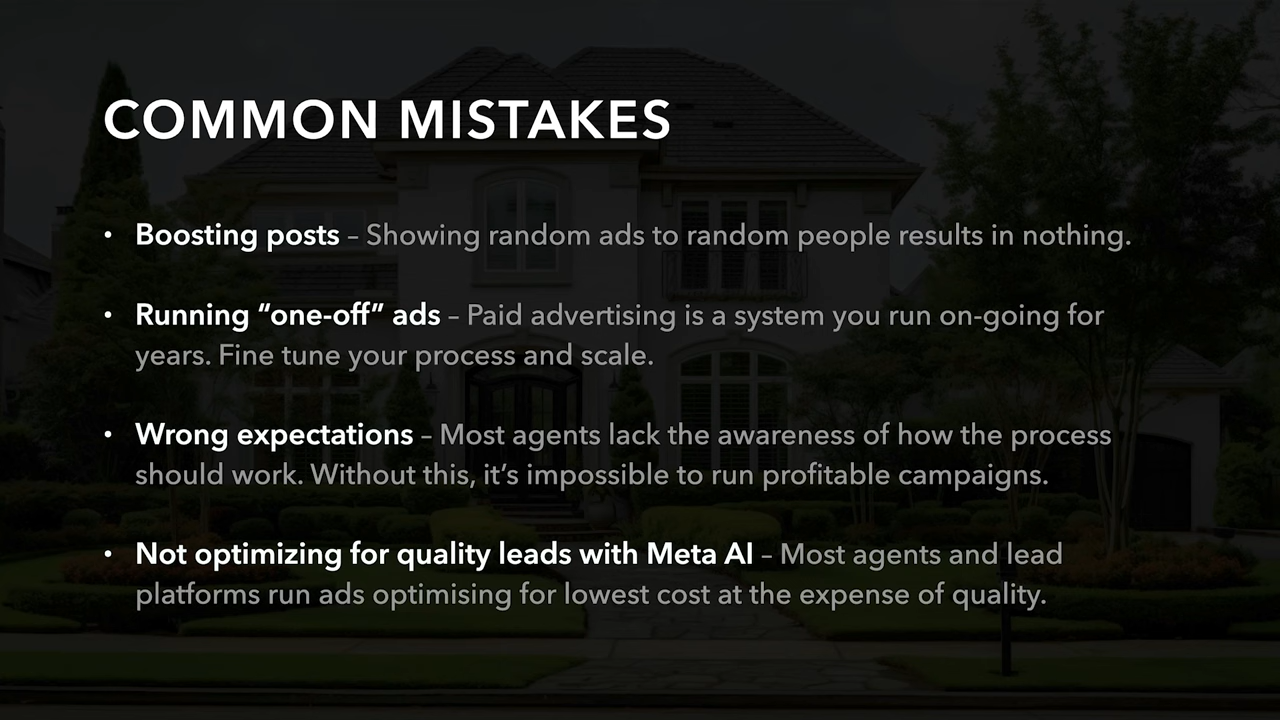 COMMON MISTAKES
• Boosting posts – Showing random ads to random people results in nothing.
• Running “one-off” ads – Paid advertising is a system you run on-going for
years. Fine tune your process and scale.
• Wrong expectations – Most agents lack the awareness of how the process
should work. Without this, it’s impossible to run profitable campaigns.
• Not optimizing for quality leads with Meta AI – Most agents and lead
platforms run ads optimising for lowest cost at the expense of quality.